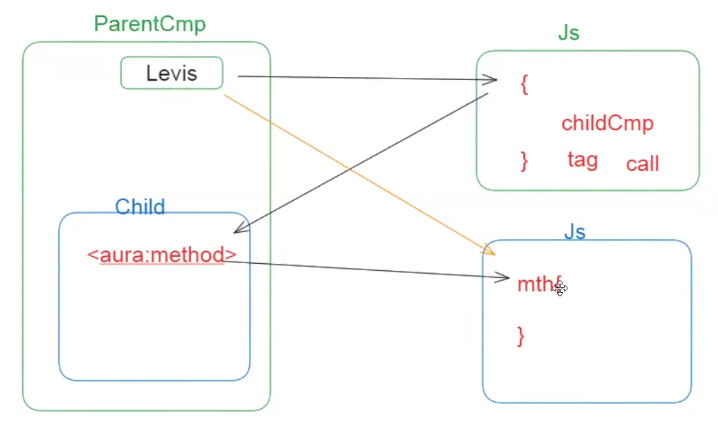 ParentCmp
Levis
Child
<aura:method>
Js
{
childCmp
} tag call
Js
mth{
}